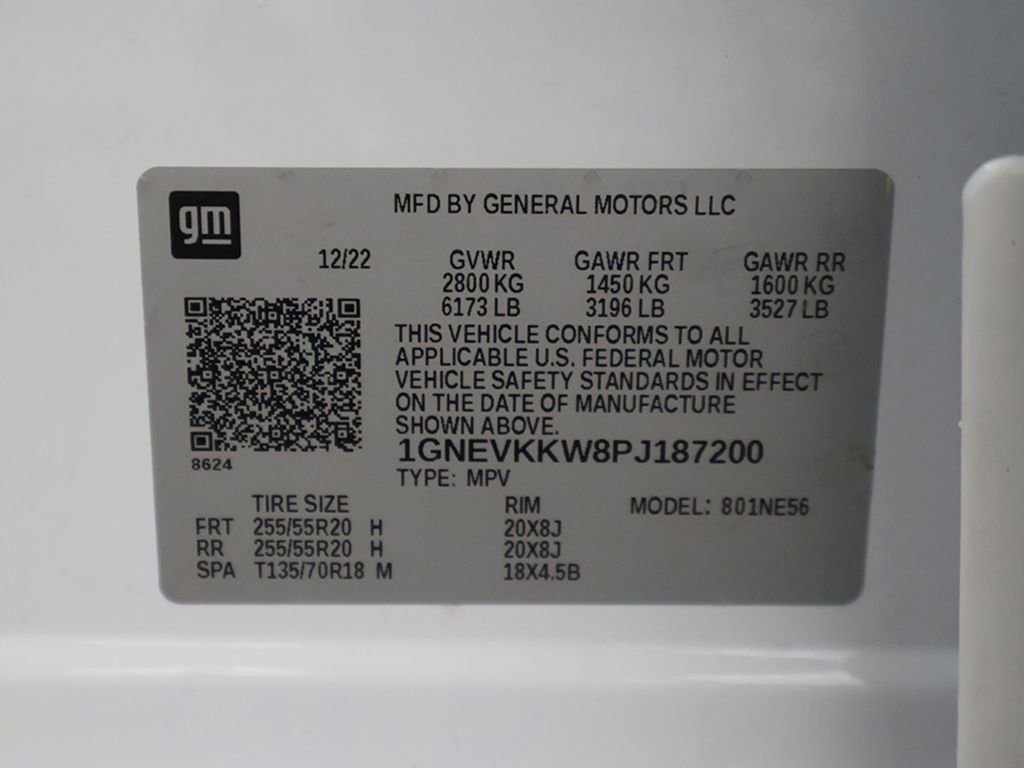 gm
MFD BY GENERAL MOTORS LLC
12/22 GVWR GAWR FRT GAWR RR
2800 KG 1450 KG 1600 KG
6173 LB 3196 LB 3527 LB
THIS VEHICLE CONFORMS TO ALL
APPLICABLE U.S. FEDERAL MOTOR
VEHICLE SAFETY STANDARDS IN EFFECT
ON THE DATE OF MANUFACTURE
SHOWN ABOVE.
1GNEVKKW8PJ187200
8624
TYPE: MPV
TIRE SIZE RIM MODEL: 801NE56
FRT 255/55R20 H 20X8J
RR 255/55R20 H 20X8J
SPA T135/70R18 M 18X4.5B